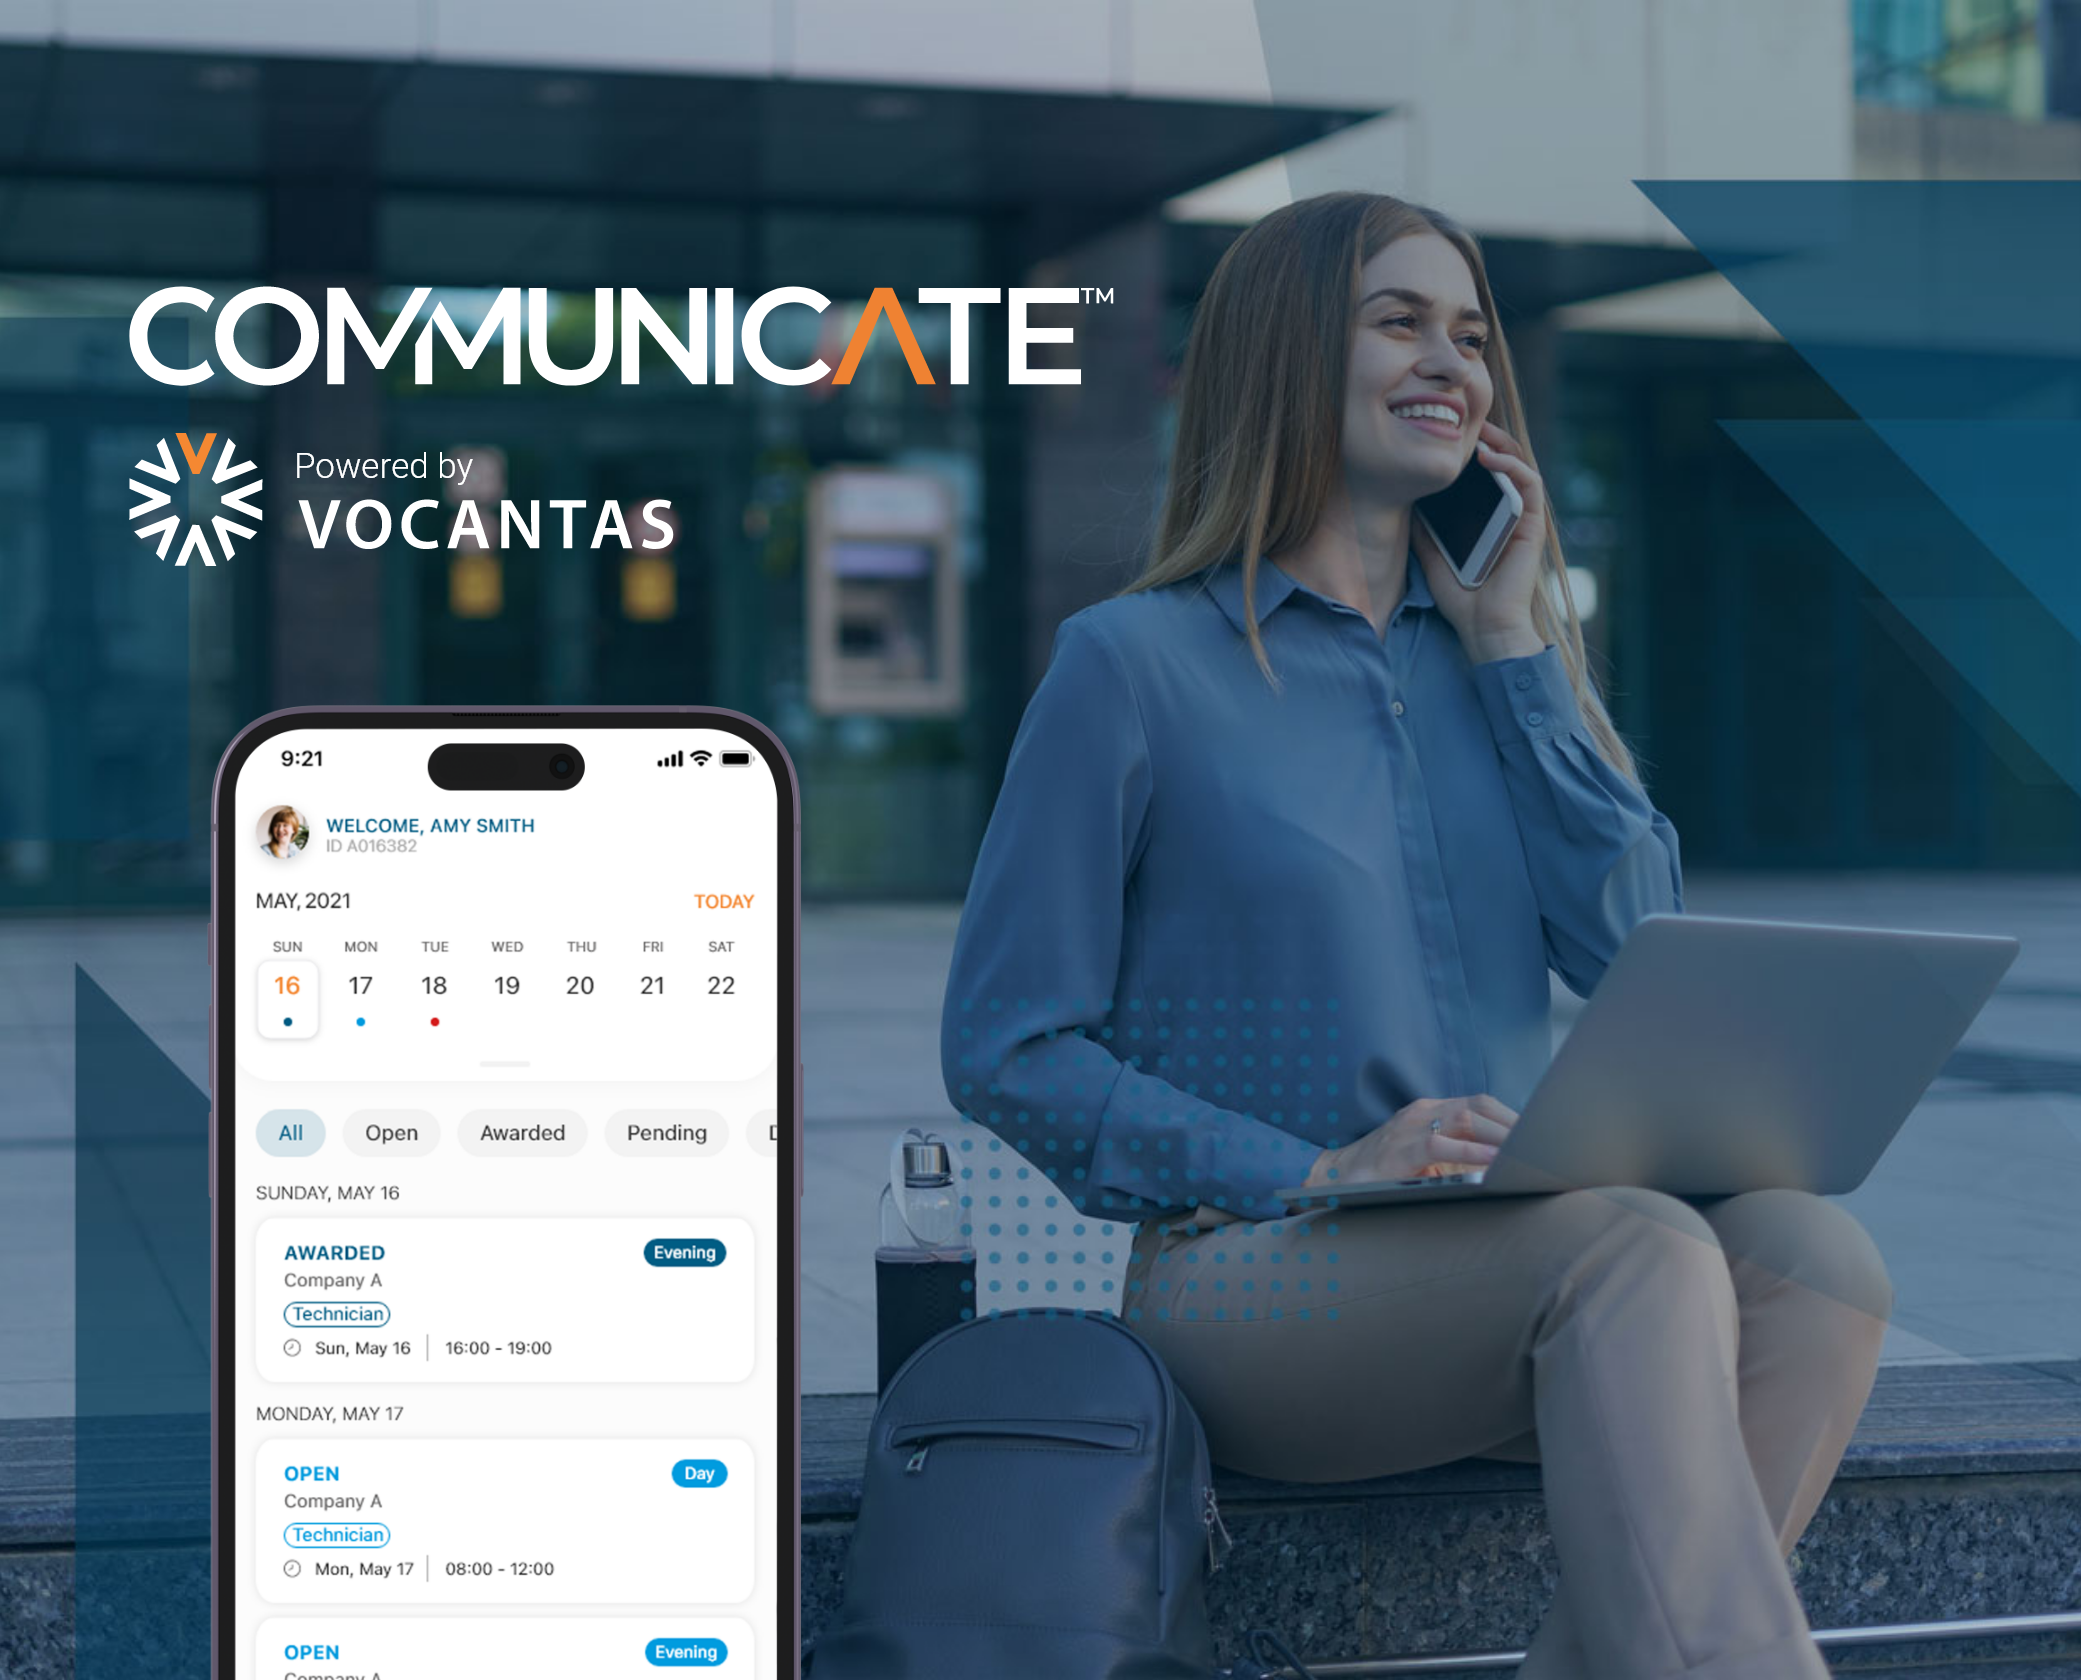 COMMUNICATE™
Powered by
VOCANTAS
9:21
WELCOME, AMY SMITH
ID A016382
MAY, 2021 TODAY
SUN MON TUE WED THU FRI SAT
16 17 18 19 20 21 22
All Open Awarded Pending
SUNDAY, MAY 16
AWARDED Evening
Company A
Technician
Sun, May 16 16:00 - 19:00
MONDAY, MAY 17
OPEN Day
Company A
Technician
Mon, May 17 08:00 - 12:00
OPEN Evening
Company A